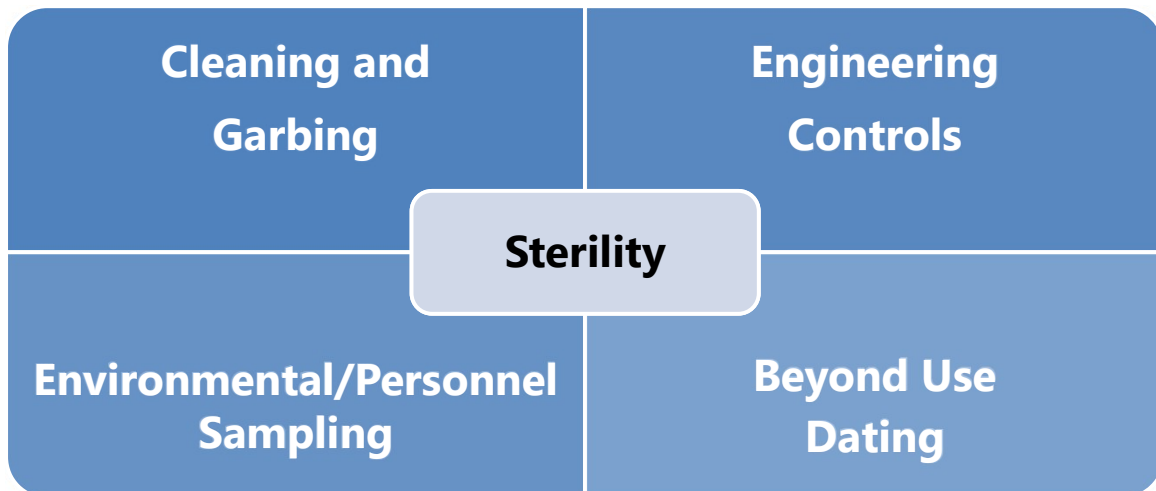 Cleaning and
Garbing
Engineering
Controls
Sterility
Environmental/Personnel
Sampling
Beyond Use
Dating